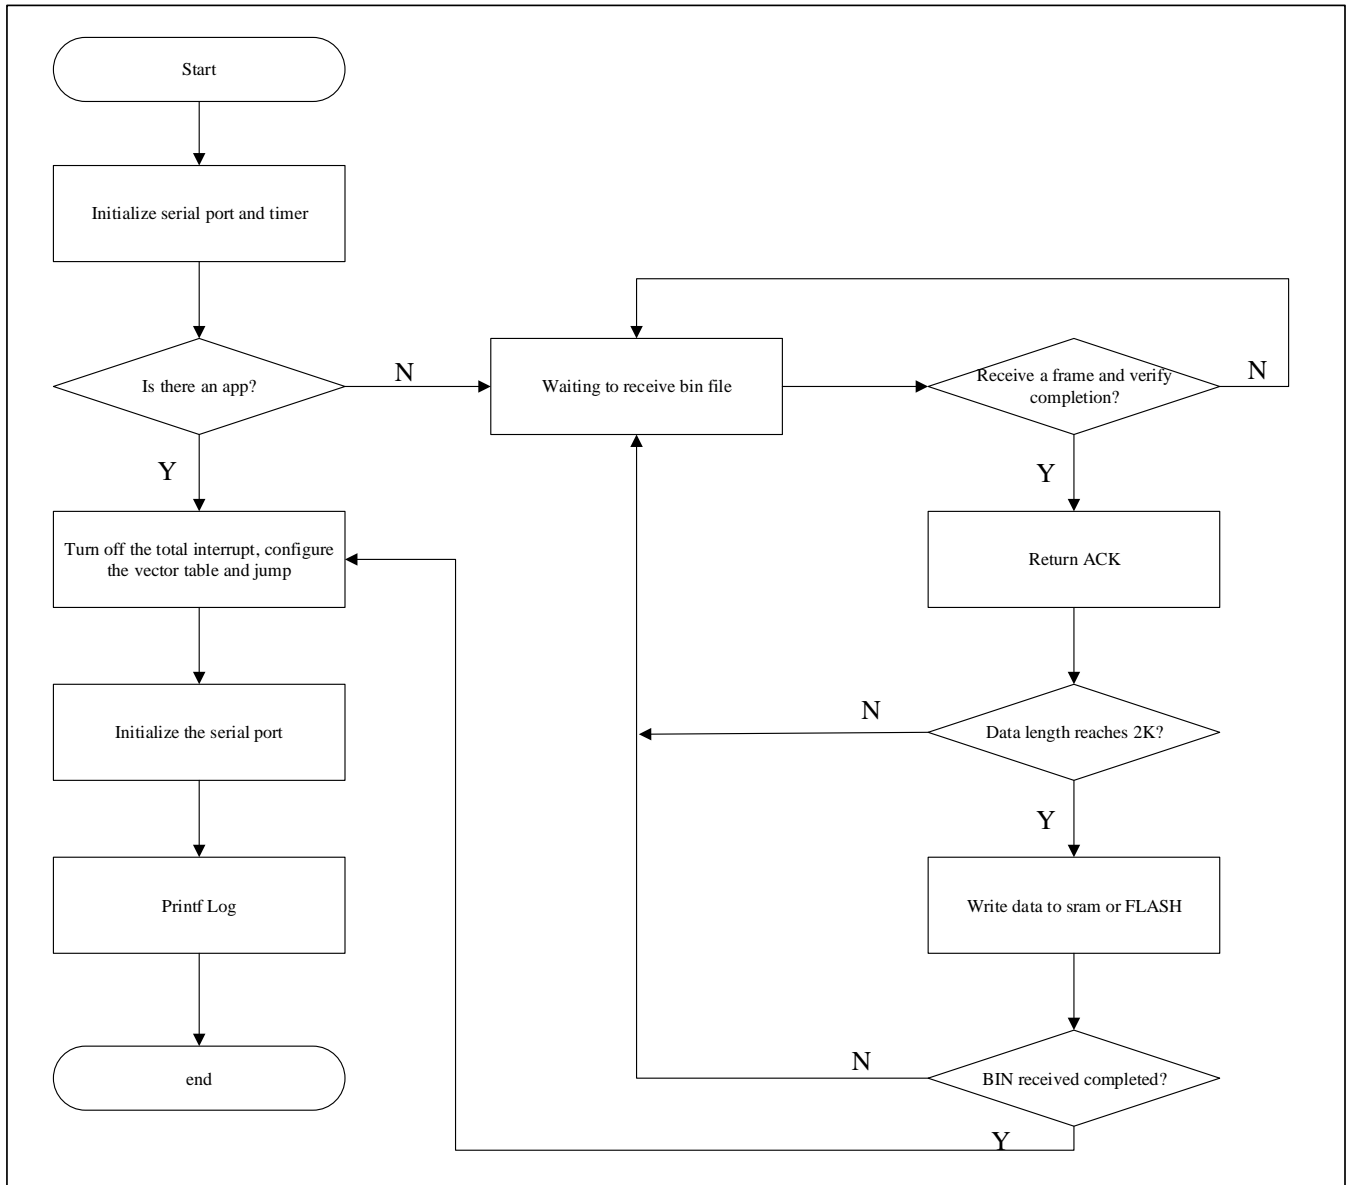 Start
Initialize serial port and timer
Is there an app?
N
Y
Turn off the total interrupt, configure
the vector table and jump
Initialize the serial port
Printf Log
end
Waiting to receive bin file
Receive a frame and verify
completion?
N
Y
Return ACK
Data length reaches 2K?
N
Y
Write data to sram or FLASH
BIN received completed?
N
Y